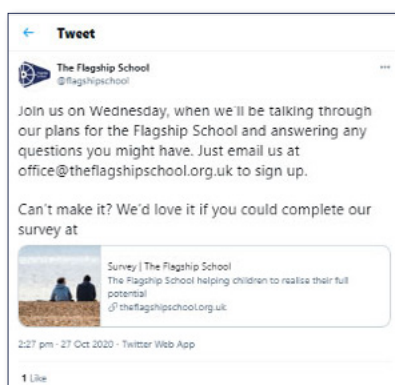 ← Tweet
The Flagship School
@flagshipschool
Join us on Wednesday, when we'll be talking through
our plans for the Flagship School and answering any
questions you might have. Just email us at
office@theflagshipschool.org.uk to sign up.
Can't make it? We'd love it if you could complete our
survey at
Survey | The Flagship School
The Flagship School helping children to realise their full
potential
theflagshipschool.org.uk
2:27 pm · 27 Oct 2020 · Twitter Web App
1 Like